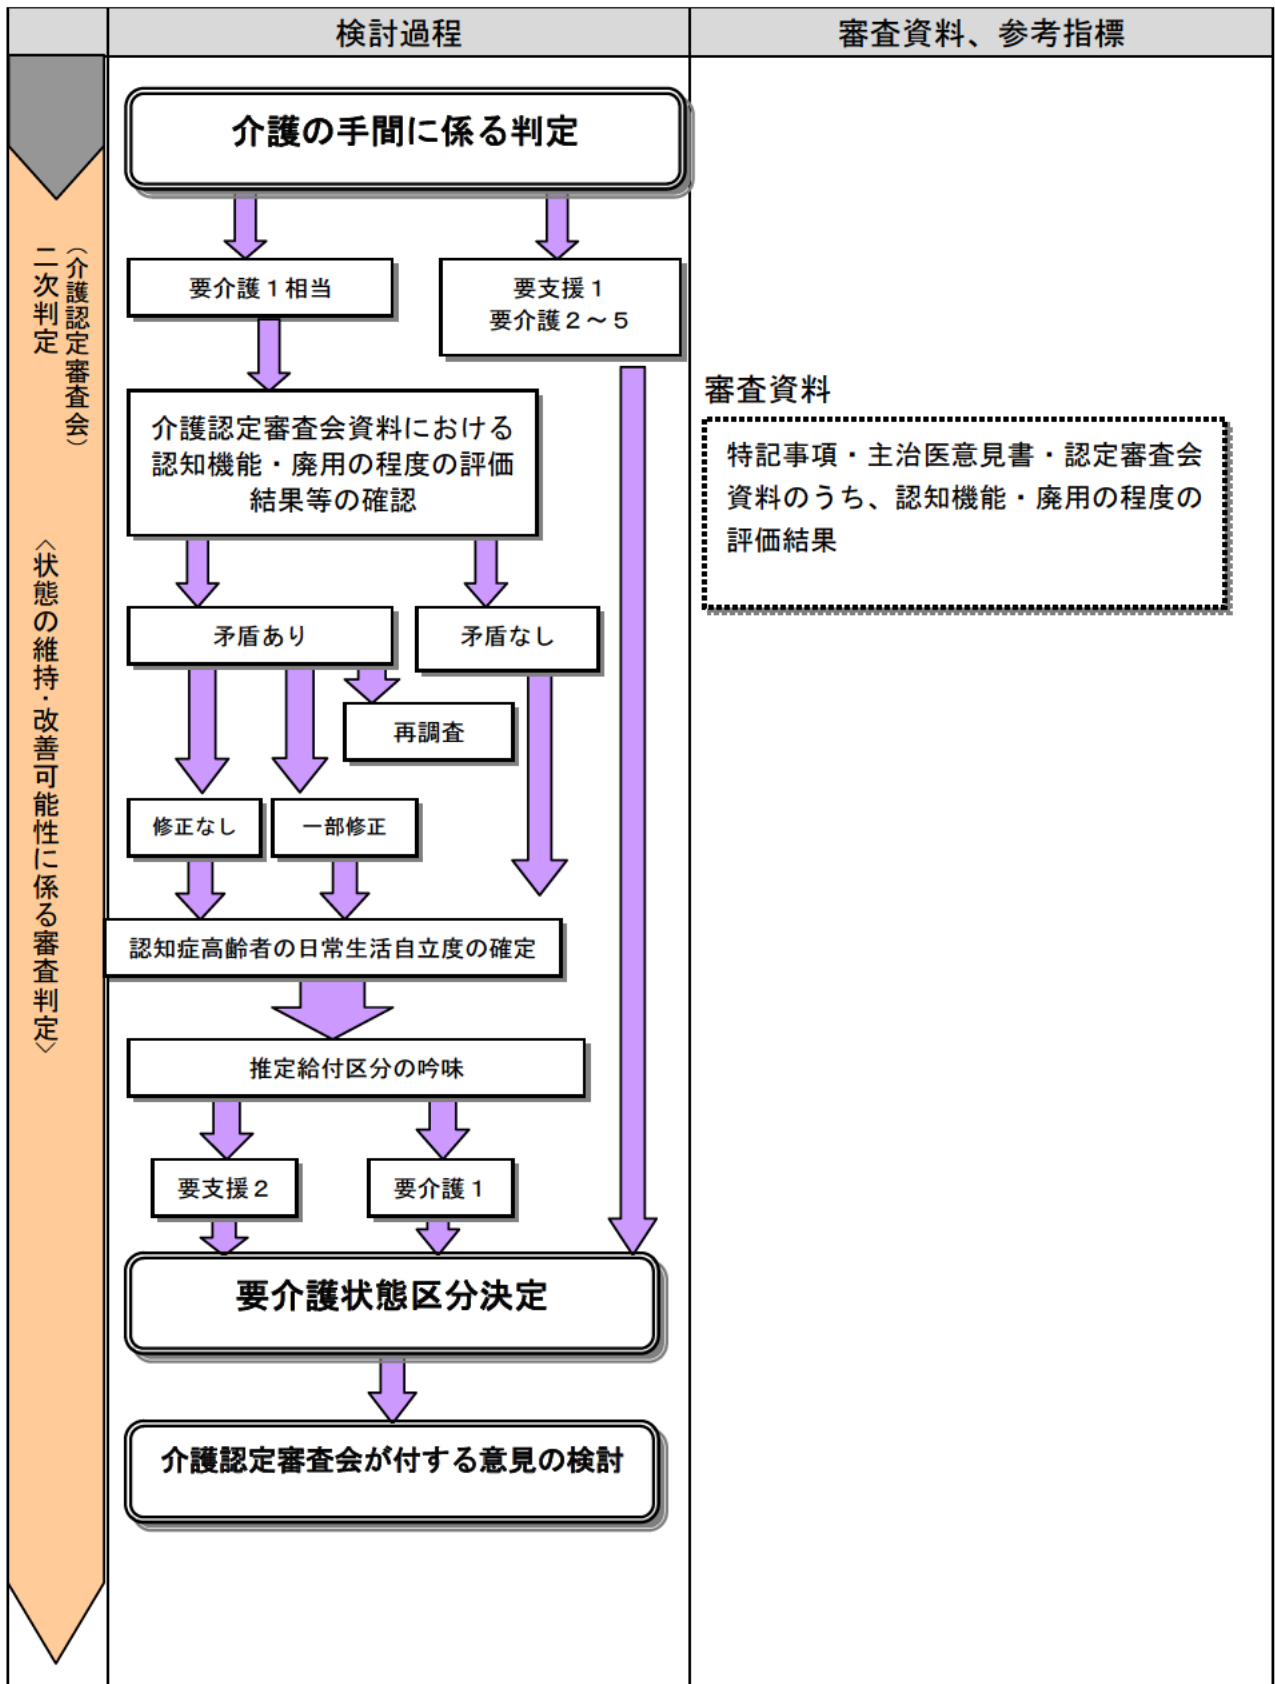 検討過程
審査資料、参考指標
介護の手間に係る判定
二次判定
（介護認定審査会）
〈状態の維持・改善可能性に係る審査判定〉
要介護１相当
要支援１
要介護２～５
介護認定審査会資料における
認知機能・廃用の程度の評価
結果等の確認
審査資料
特記事項・主治医意見書・認定審査会
資料のうち、認知機能・廃用の程度の
評価結果
矛盾あり
矛盾なし
再調査
修正なし
一部修正
認知症高齢者の日常生活自立度の確定
推定給付区分の吟味
要支援２
要介護１
要介護状態区分決定
介護認定審査会が付する意見の検討